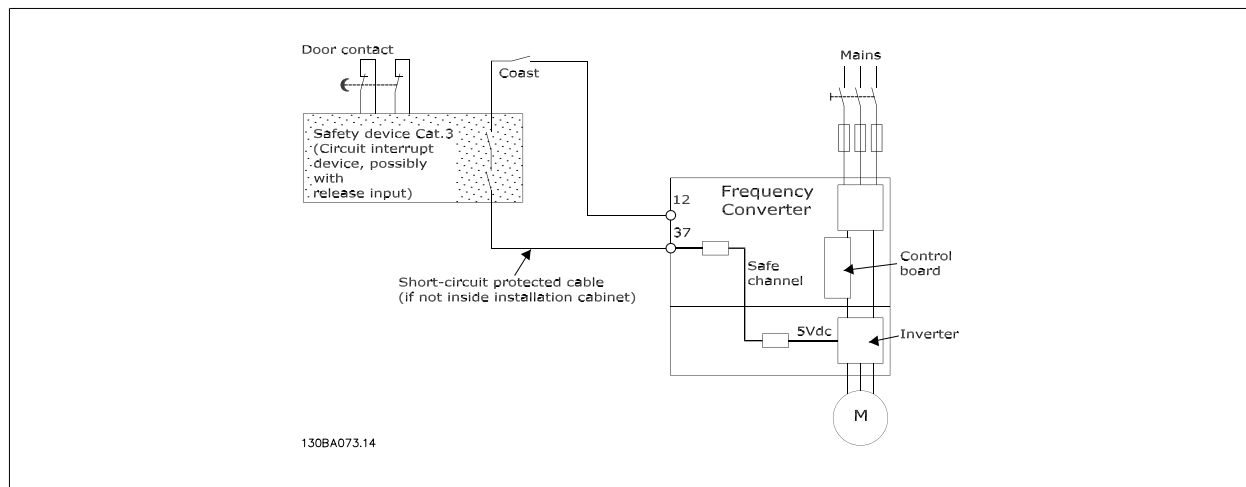 Door contact
Coast
Mains
Safety device Cat.3
(Circuit interrupt
device, possibly
with
release input)
12
Frequency
Converter
37
Safe
channel
Control
board
Short-circuit protected cable
(if not inside installation cabinet)
5Vdc
Inverter
M
130BA073.14